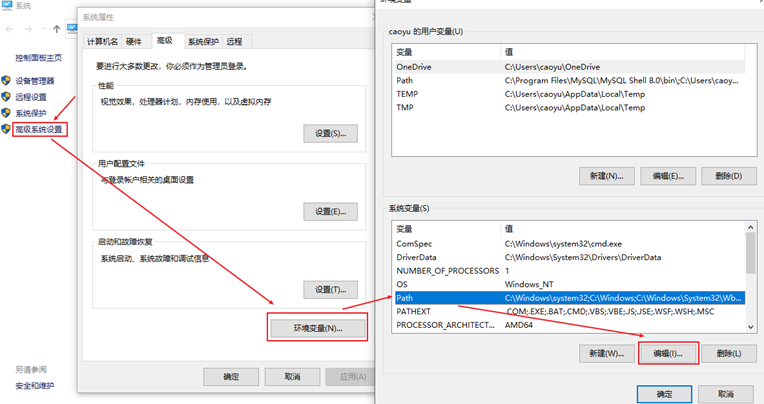 系统
控制面板主页
设备管理器
远程设置
系统保护
高级系统设置
另请参阅
安全和维护
系统属性
计算机名 硬件 高级 系统保护 远程
要进行大多数更改，你必须作为管理员登录。
性能
视觉效果，处理器计划，内存使用，以及虚拟内存
设置(S)...
用户配置文件
与登录帐户相关的桌面设置
设置(E)...
启动和故障恢复
系统启动、系统故障和调试信息
设置(T)...
环境变量(N)...
确定 取消 应用(A)
环境变量
caoyu 的用户变量(U)
变量 值
OneDrive C:\Users\caoyu\OneDrive
Path C:\Program Files\MySQL\MySQL Shell 8.0\bin\;C:\Users\caoy...
TEMP C:\Users\caoyu\AppData\Local\Temp
TMP C:\Users\caoyu\AppData\Local\Temp
新建(N)... 编辑(E)... 删除(D)
系统变量(S)
变量 值
ComSpec C:\Windows\system32\cmd.exe
DriverData C:\Windows\System32\Drivers\DriverData
NUMBER_OF_PROCESSORS 1
OS Windows_NT
Path C:\Windows\system32;C:\Windows;C:\Windows\System32\Wb...
PATHEXT .COM;.EXE;.BAT;.CMD;.VBS;.VBE;.JS;.JSE;.WSF;.WSH;.MSC
PROCESSOR_ARCHITECT... AMD64
新建(W)... 编辑(I)... 删除(L)
确定 取消